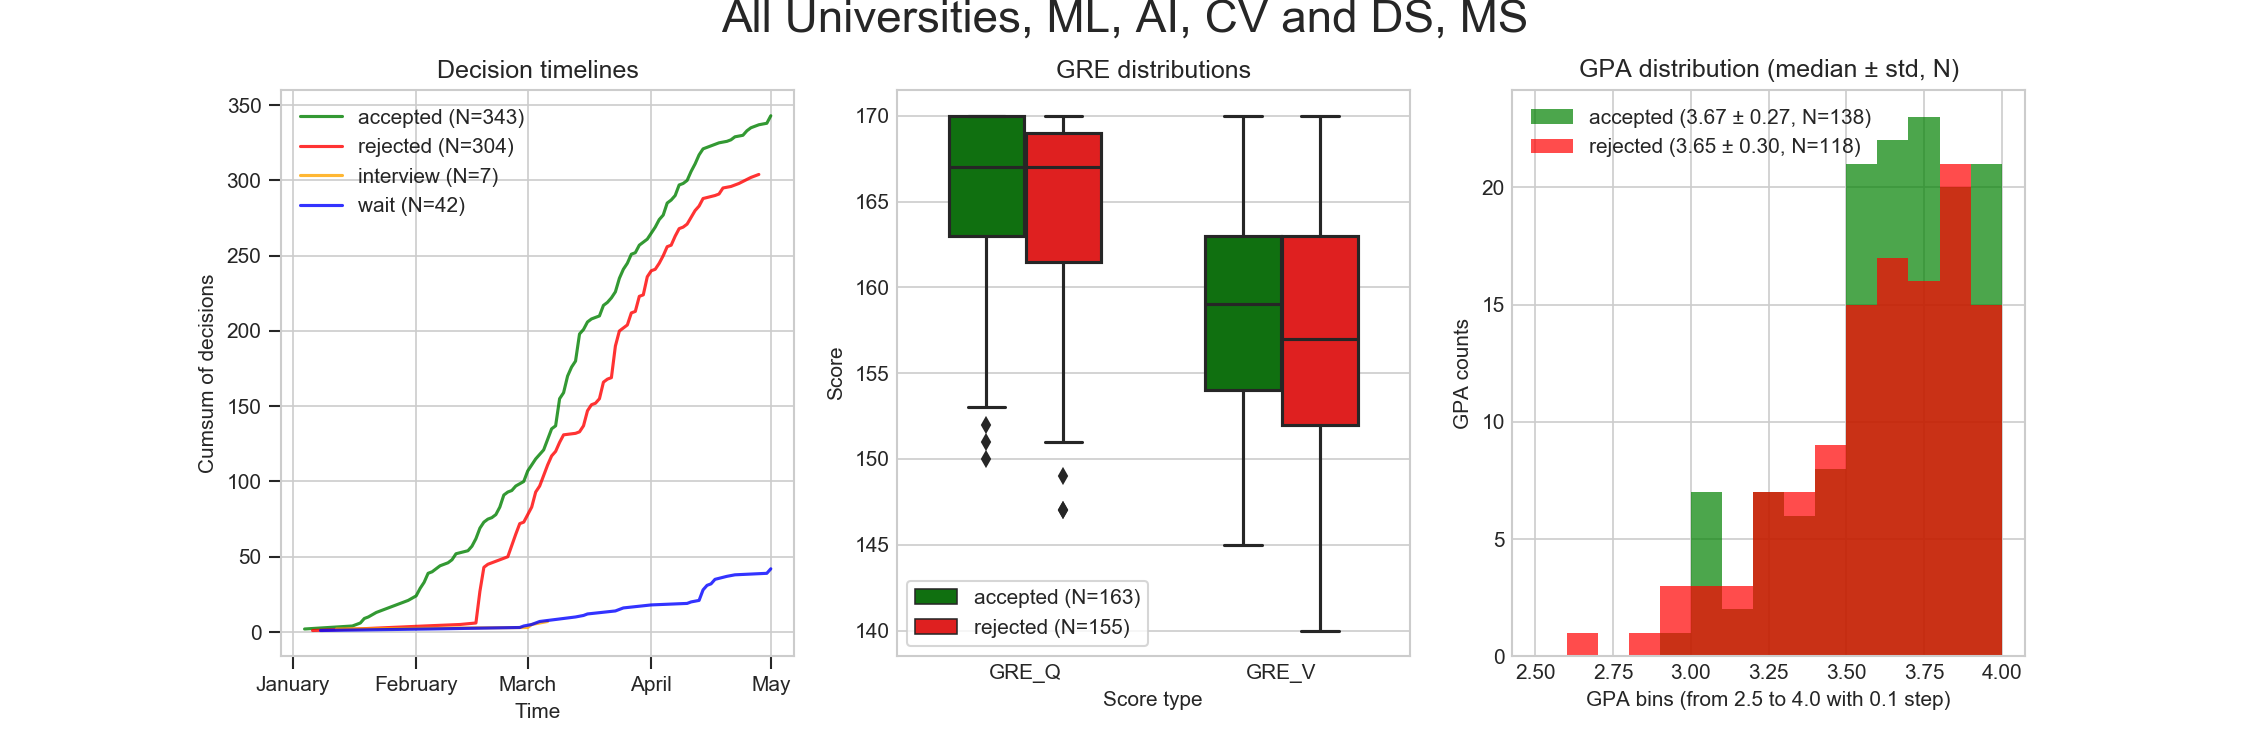 All Universities, ML, AI, CV and DS, MS
Decision timelines
350
300
250
200
150
100
50
0
Cumsum of decisions
accepted (N=343)
rejected (N=304)
interview (N=7)
wait (N=42)
January February March April May
Time
GRE distributions
170
165
160
155
150
145
140
Score
accepted (N=163)
rejected (N=155)
GRE_Q GRE_V
Score type
GPA distribution (median ± std, N)
accepted (3.67 ± 0.27, N=138)
rejected (3.65 ± 0.30, N=118)
20
15
10
5
0
GPA counts
2.50 2.75 3.00 3.25 3.50 3.75 4.00
GPA bins (from 2.5 to 4.0 with 0.1 step)